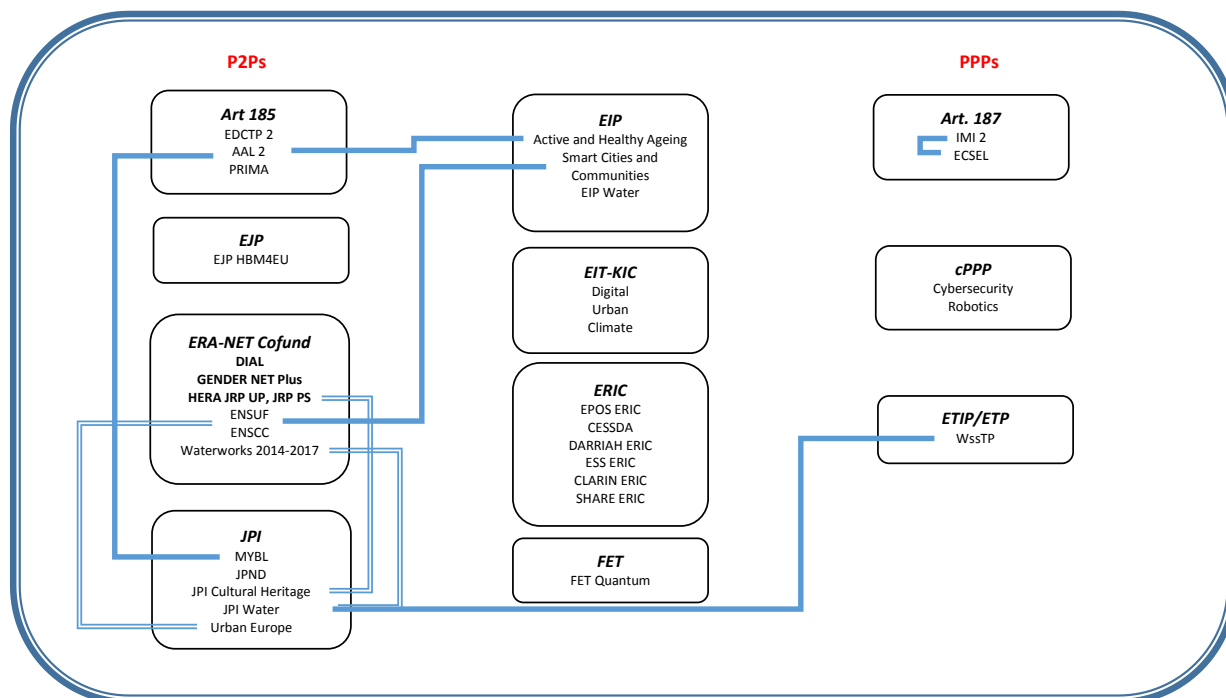 P2Ps
Art 185
EDCTP 2
AAL 2
PRIMA
EJP
EJP HBM4EU
ERA-NET Cofund
DIAL
GENDER NET Plus
HERA JRP UP, JRP PS
ENSUF
ENSCC
Waterworks 2014-2017
JPI
MYBL
JPND
JPI Cultural Heritage
JPI Water
Urban Europe
EIP
Active and Healthy Ageing
Smart Cities and
Communities
EIP Water
EIT-KIC
Digital
Urban
Climate
ERIC
EPOS ERIC
CESSDA
DARRIAH ERIC
ESS ERIC
CLARIN ERIC
SHARE ERIC
FET
FET Quantum
PPPs
Art. 187
IMI 2
ECSEL
cPPP
Cybersecurity
Robotics
ETIP/ETP
WssTP